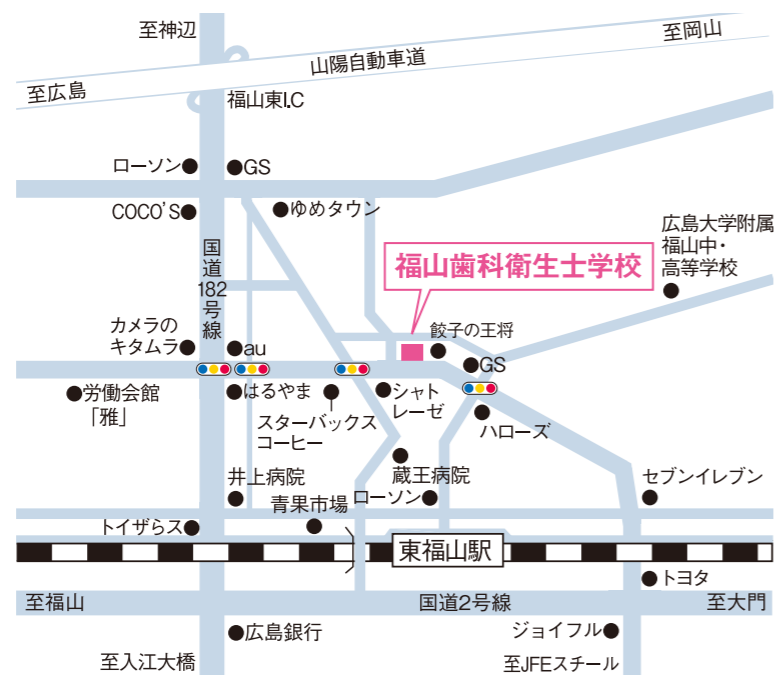 至神辺
至岡山
山陽自動車道
至広島
福山東I.C
ローソン
GS
COCO'S
ゆめタウン
広島大学附属
福山中・
高等学校
国道182号線
福山歯科衛生士学校
カメラの
キタムラ
au
餃子の王将
GS
労働会館
「雅」
はるやま
スターバックス
コーヒー
シャト
レーゼ
ハローズ
井上病院
蔵王病院
ローソン
セブンイレブン
青果市場
トイザらス
東福山駅
トヨタ
至福山
国道2号線
至大門
広島銀行
ジョイフル
至入江大橋
至JFEスチール